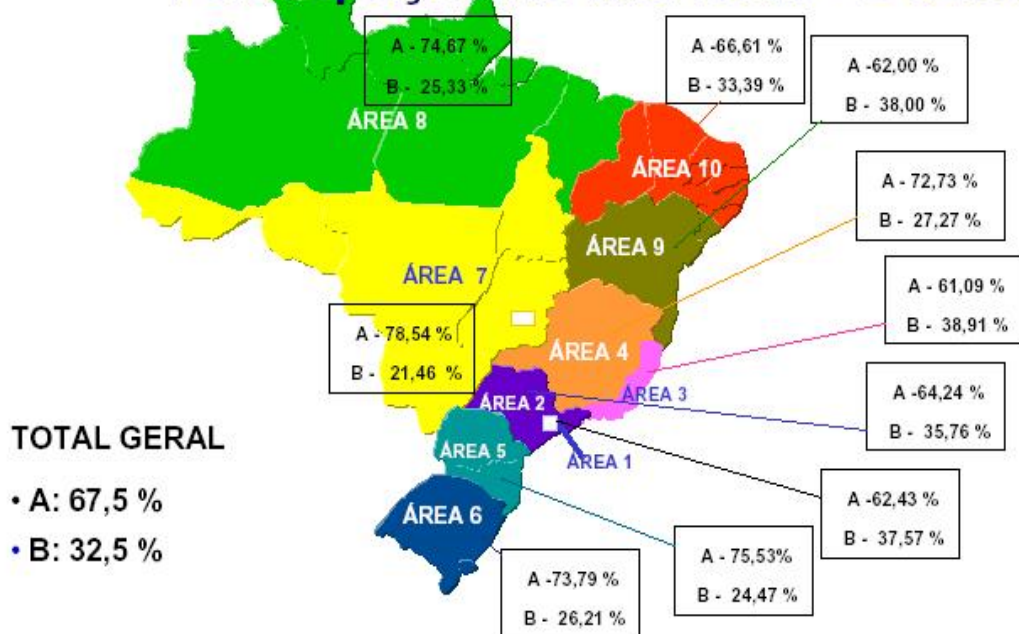 A - 74,67 %
B - 25,33 %
A -66,61 %
B - 33,39 %
A -62,00 %
B - 38,00 %
ÁREA 8
ÁREA 10
A - 72,73 %
B - 27,27 %
ÁREA 9
ÁREA 7
A - 61,09 %
B - 38,91 %
A - 78,54 %
B - 21,46 %
ÁREA 4
ÁREA 3
A -64,24 %
B - 35,76 %
ÁREA 2
TOTAL GERAL
• A: 67,5 %
• B: 32,5 %
ÁREA 5
ÁREA 1
A -62,43 %
B - 37,57 %
ÁREA 6
A - 75,53%
B - 24,47 %
A -73,79 %
B - 26,21 %